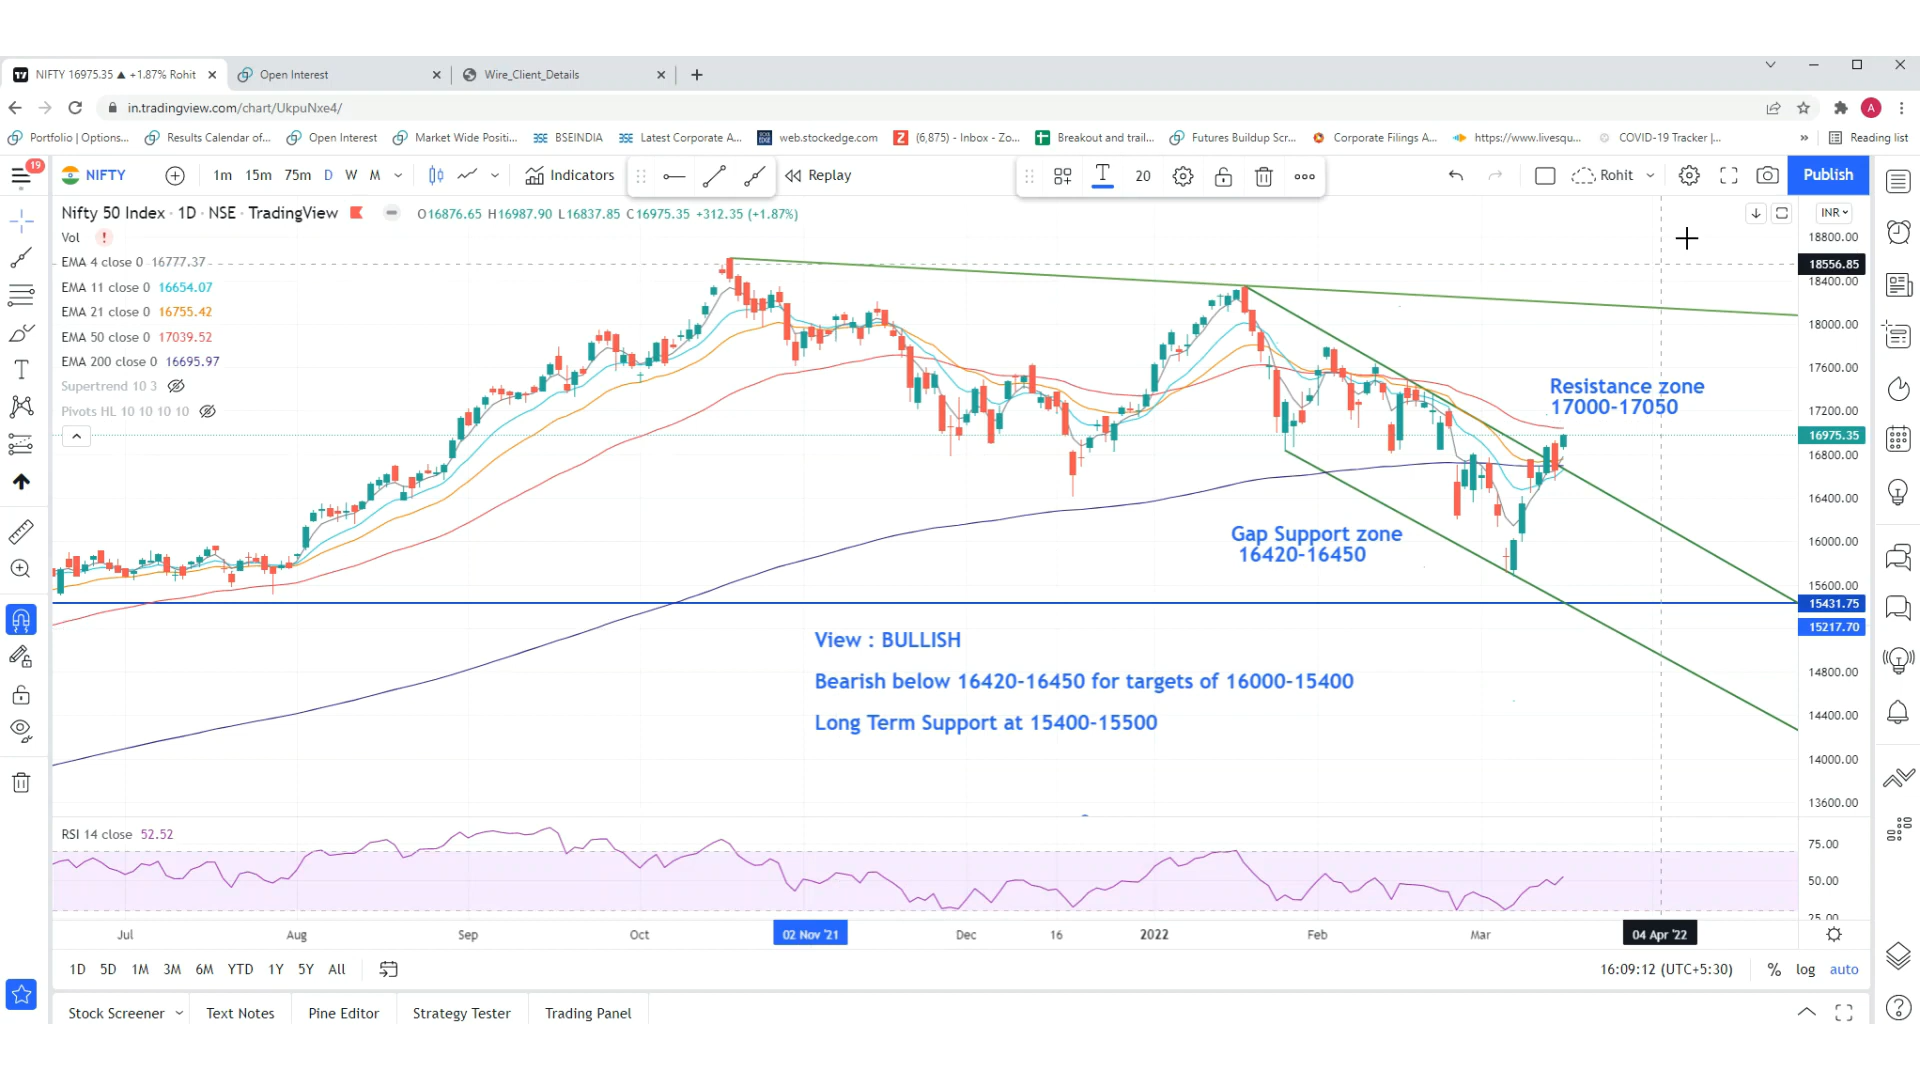 NIFTY 16975.35 ▲ +1.87% Rohit
Open Interest
Wire_Client_Details
in.tradingview.com/chart/UkpuNxe4/
A
Portfolio | Options...
Results Calendar of...
Open Interest
Market Wide Positi...
BSEINDIA
Latest Corporate A...
web.stockedge.com
(6,875) - Inbox - Zo...
Breakout and trail...
Futures Buildup Scr...
Corporate Filings A...
https://www.livesqu...
COVID-19 Tracker |...
»
Reading list
19
NIFTY
1m 15m 75m D W M
Indicators
Replay
T 20
Rohit
Publish
Nifty 50 Index · 1D · NSE · TradingView
O16876.65 H16987.90 L16837.85 C16975.35 +312.35 (+1.87%)
INR
Vol
EMA 4 close 0 16777.37
EMA 11 close 0 16654.07
EMA 21 close 0 16755.42
EMA 50 close 0 17039.52
EMA 200 close 0 16695.97
Supertrend 10 3
Pivots HL 10 10 10 10
18800.00
18556.85
18400.00
18000.00
17600.00
17200.00
16975.35
16800.00
16400.00
16000.00
15600.00
15431.75
15217.70
14800.00
14400.00
14000.00
13600.00
Resistance zone
17000-17050
Gap Support zone
16420-16450
View : BULLISH
Bearish below 16420-16450 for targets of 16000-15400
Long Term Support at 15400-15500
RSI 14 close 52.52
75.00
50.00
25.00
Jul Aug Sep Oct 02 Nov '21 Dec 16 2022 Feb Mar 04 Apr '22
1D 5D 1M 3M 6M YTD 1Y 5Y All
16:09:12 (UTC+5:30) % log auto
Stock Screener Text Notes Pine Editor Strategy Tester Trading Panel